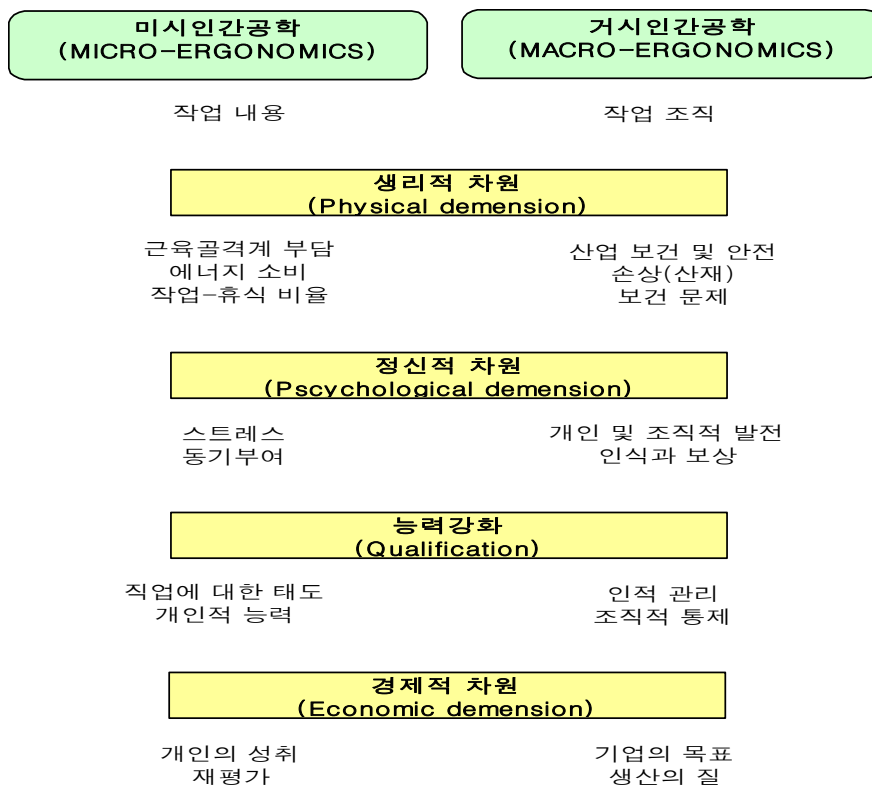 미시인간공학
(MICRO-ERGONOMICS)
거시인간공학
(MACRO-ERGONOMICS)
작업 내용
작업 조직
생리적 차원
(Physical demension)
근육골격계 부담
에너지 소비
작업-휴식 비율
산업 보건 및 안전
손상(산재)
보건 문제
정신적 차원
(Pscychological demension)
스트레스
동기부여
개인 및 조직적 발전
인식과 보상
능력강화
(Qualification)
직업에 대한 태도
개인적 능력
인적 관리
조직적 통제
경제적 차원
(Economic demension)
개인의 성취
재평가
기업의 목표
생산의 질